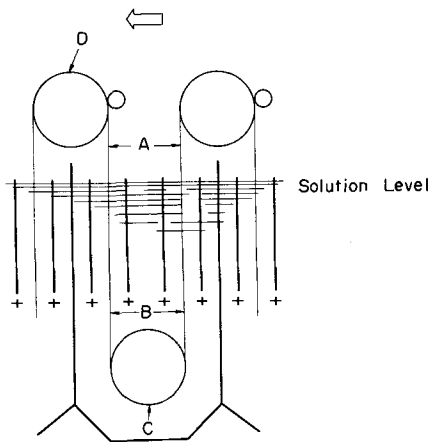 D
A
Solution Level
+ + + + + + + +
B
C